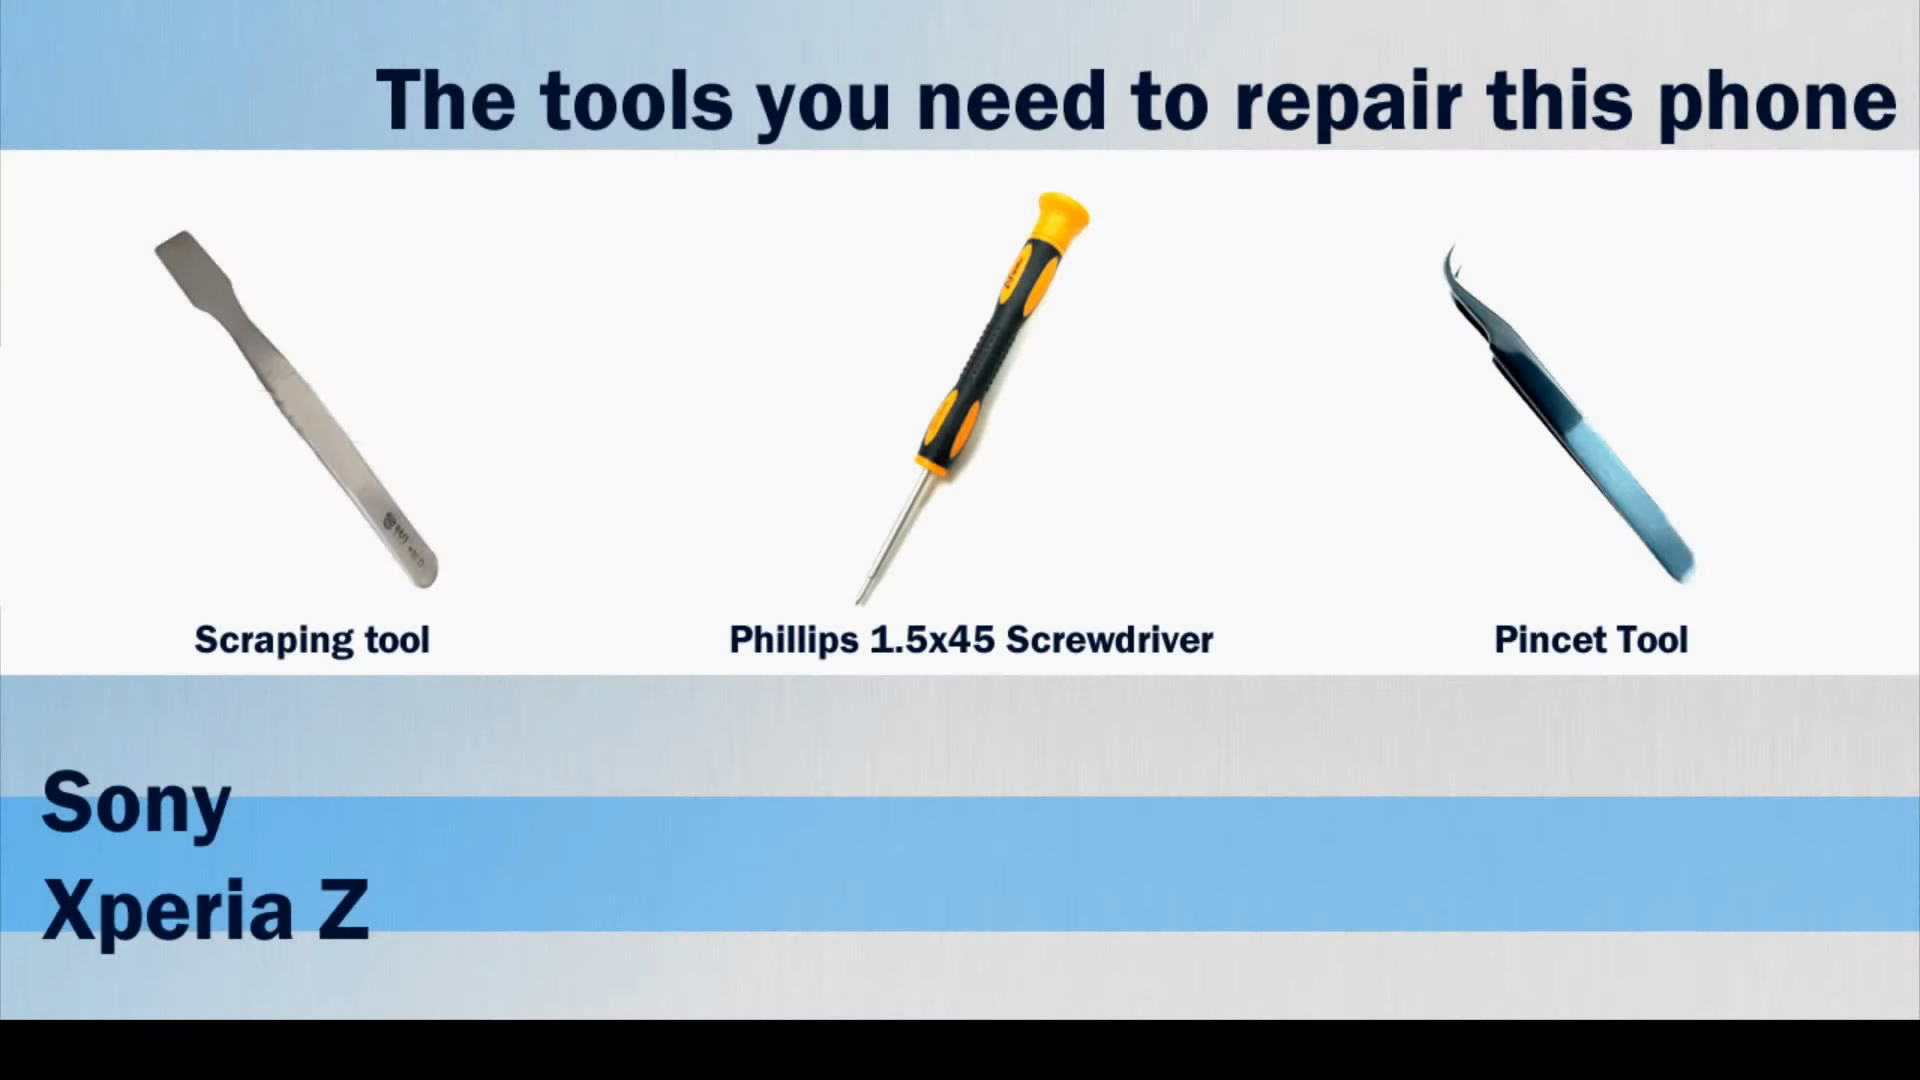 The tools you need to repair this phone
Scraping tool
Phillips 1.5x45 Screwdriver
Pincet Tool
Sony
Xperia Z